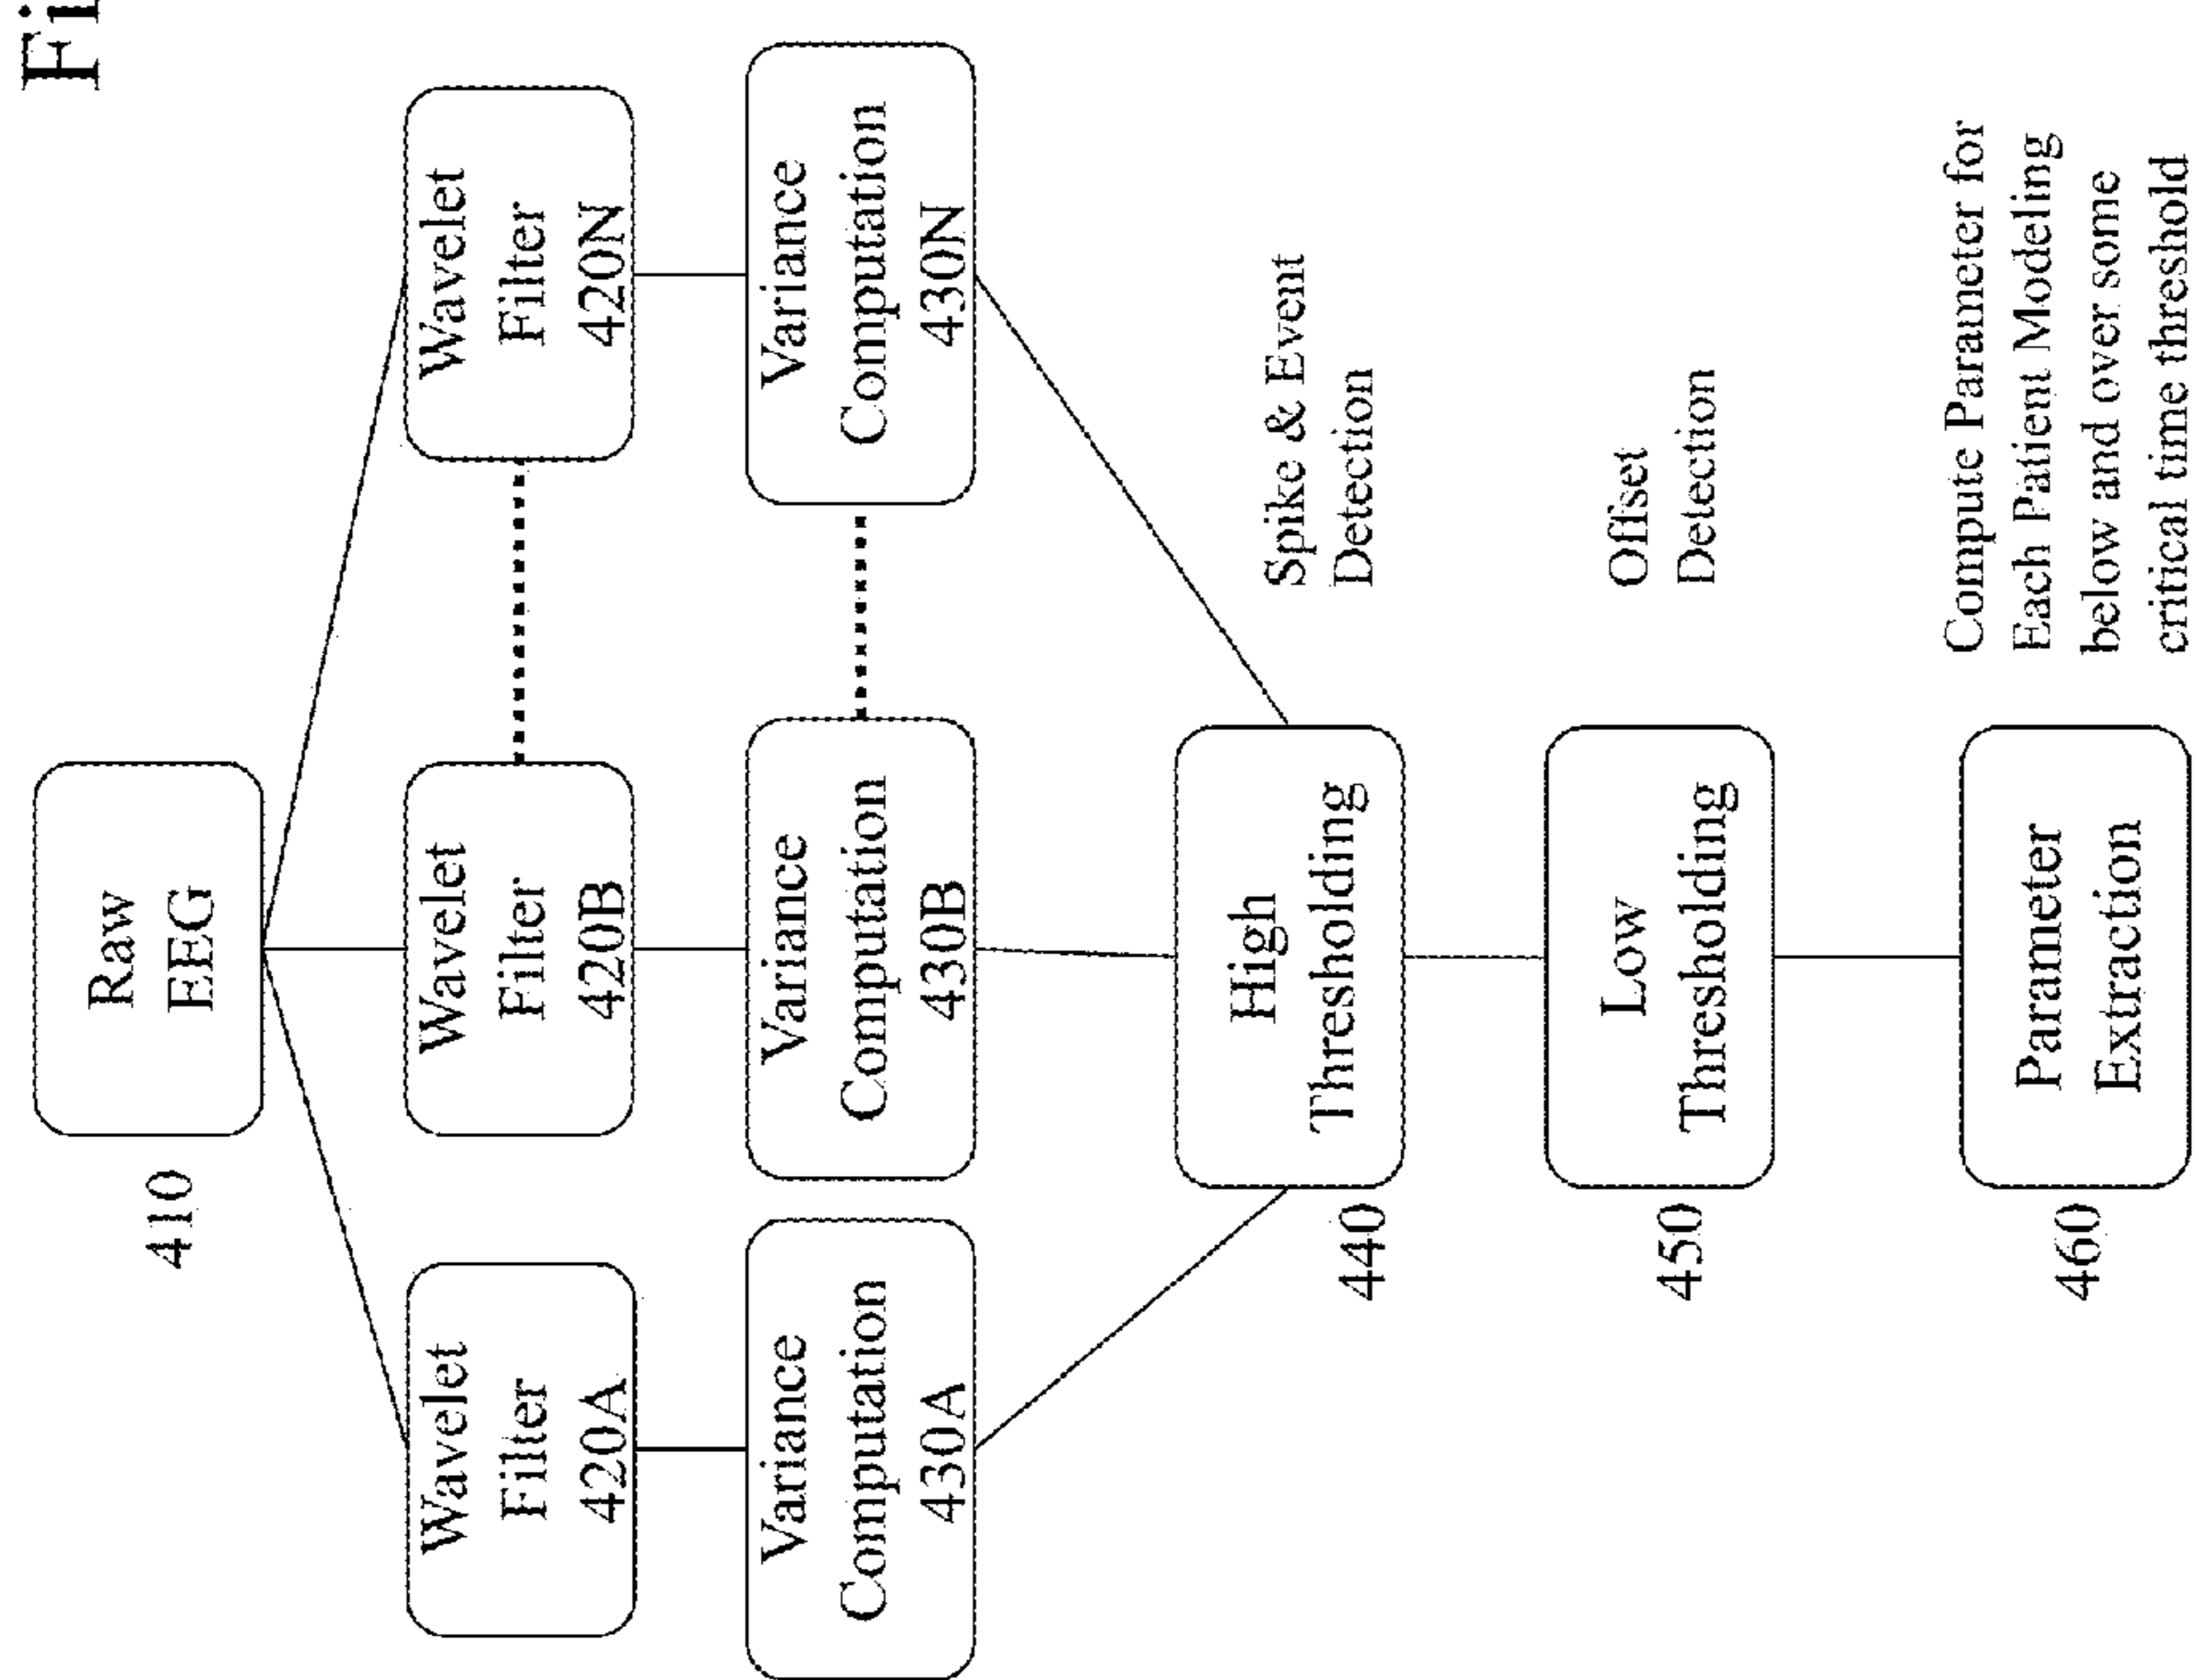 Fi
Raw
EEG
410
Wavelet
Filter
420A
Wavelet
Filter
420B
Wavelet
Filter
420N
Variance
Computation
430A
Variance
Computation
430B
Variance
Computation
430N
High
Thresholding
440
Spike & Event
Detection
Low
Thresholding
450
Offset
Detection
Parameter
Extraction
460
Compute Parameter for
Each Patient Modeling
below and over some
critical time threshold